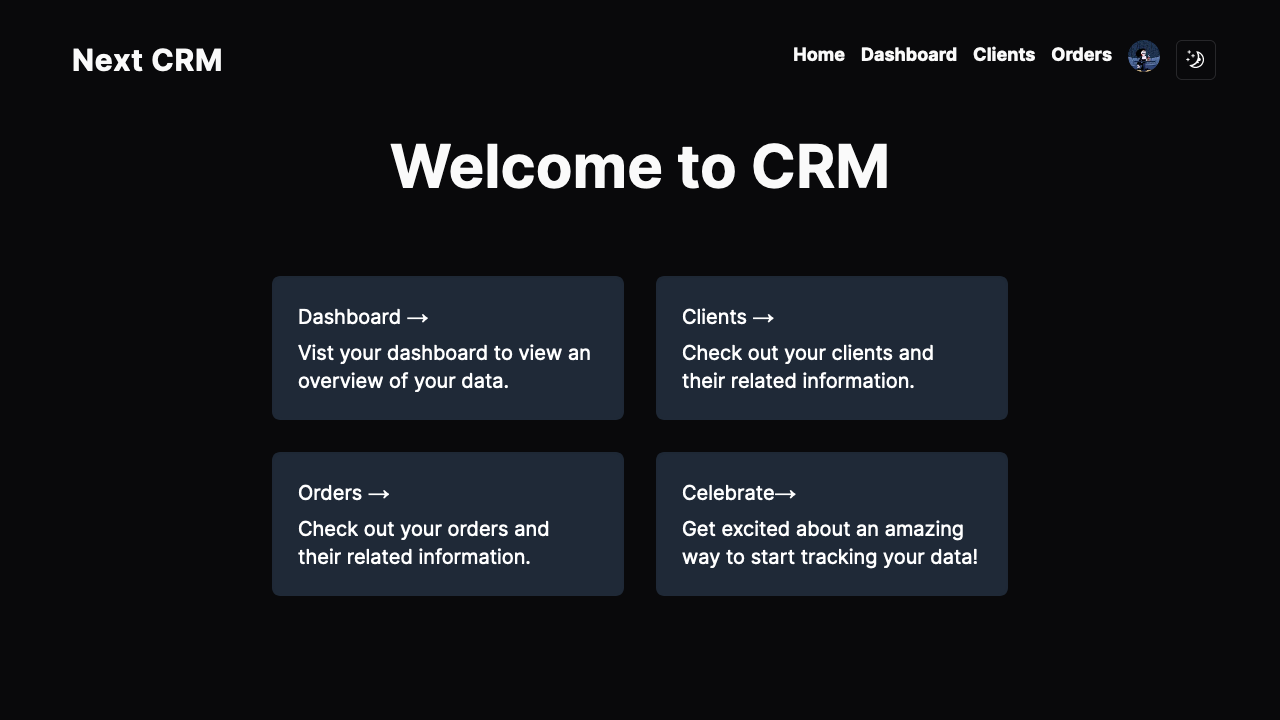 Next CRM
Home Dashboard Clients Orders
Welcome to CRM
Dashboard →
Vist your dashboard to view an
overview of your data.
Clients →
Check out your clients and
their related information.
Orders →
Check out your orders and
their related information.
Celebrate→
Get excited about an amazing
way to start tracking your data!